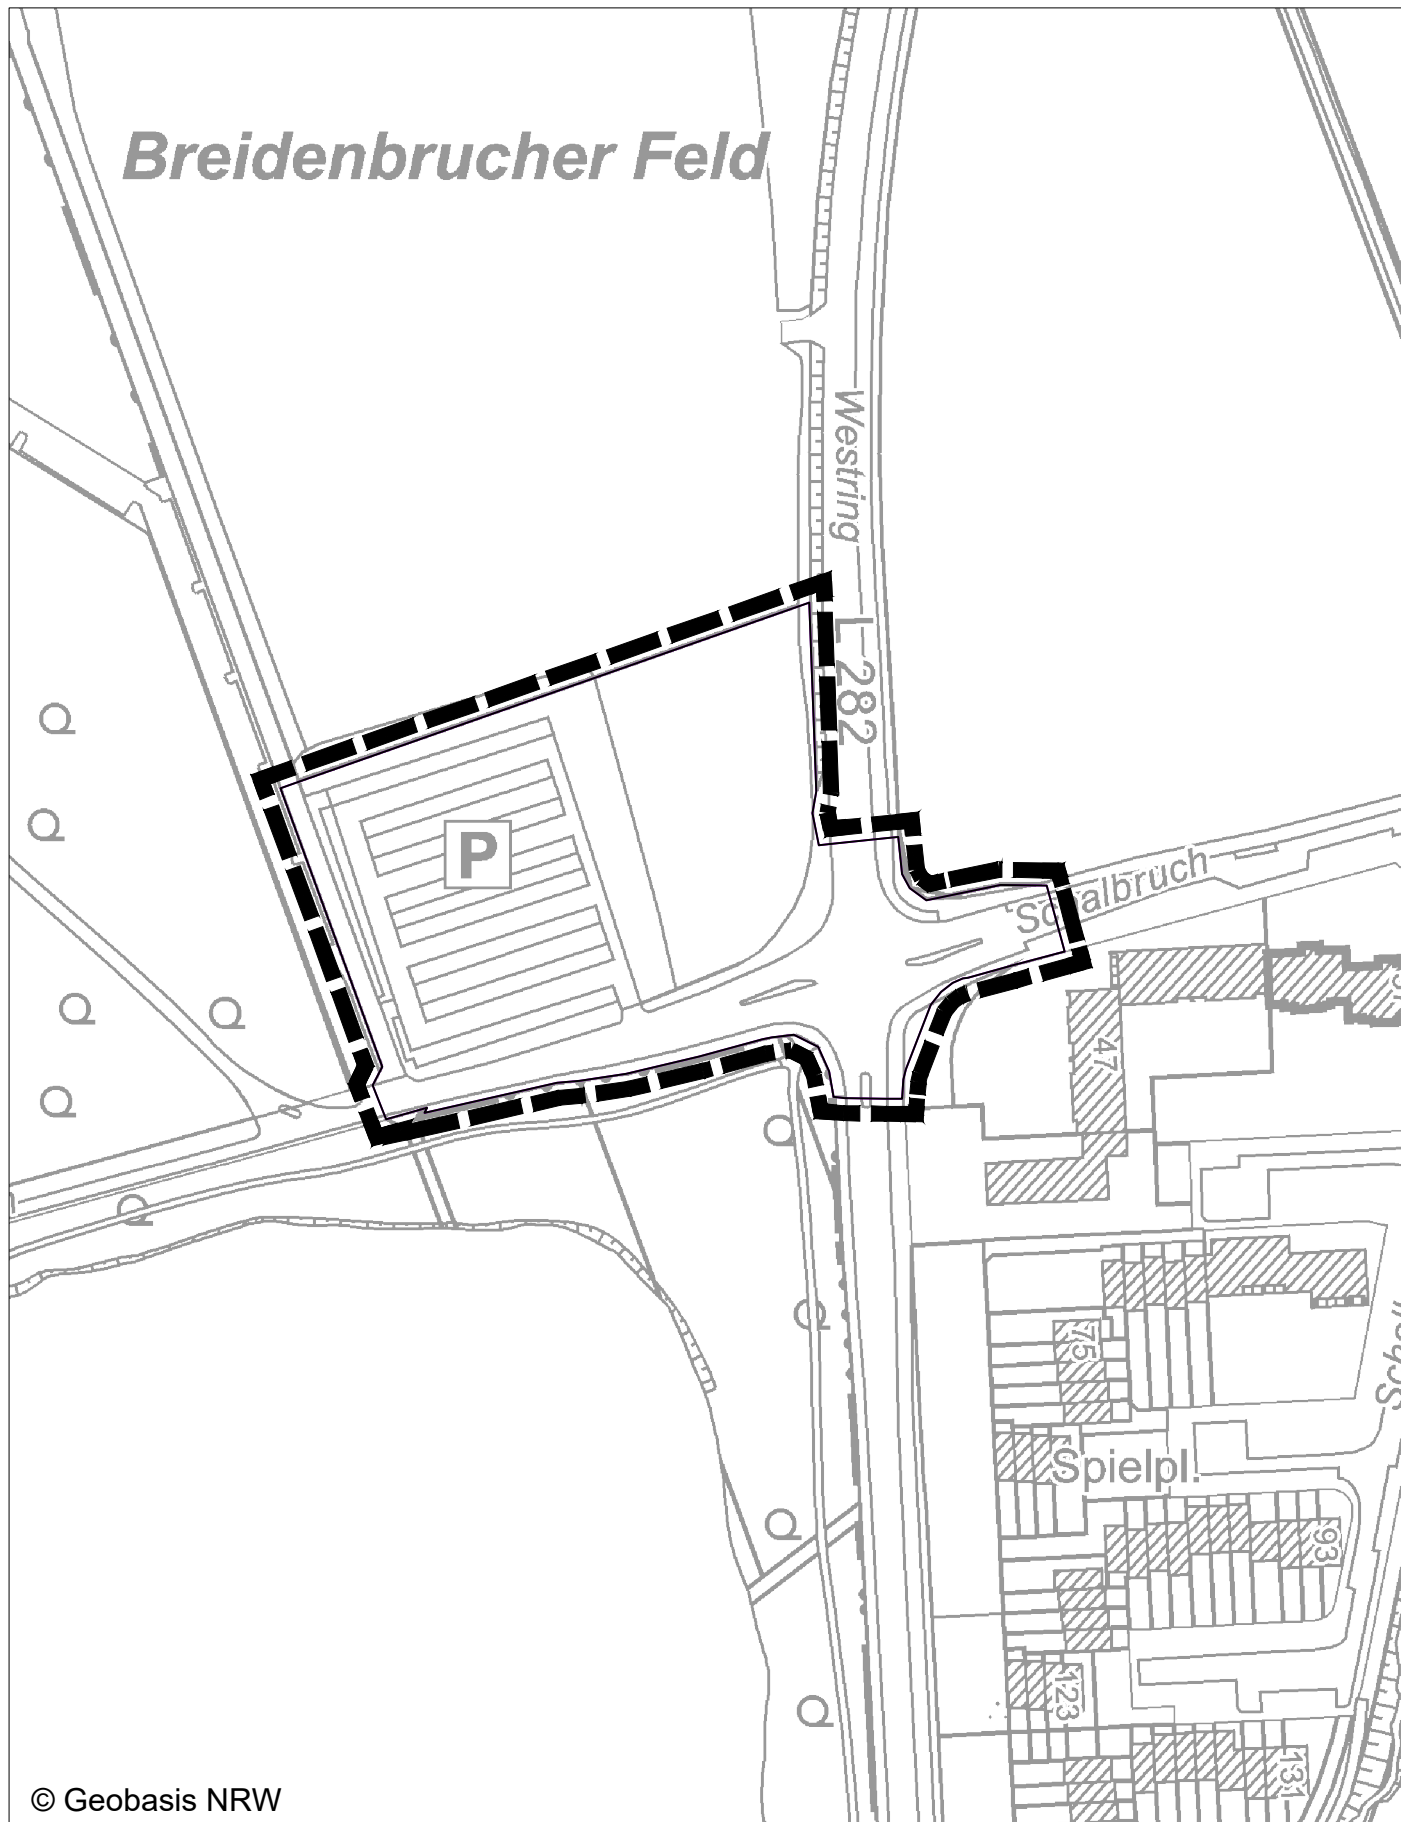 Breidenbrucher Feld
Westring
L 282
P
Schalbruch
47
75
Spielpl.
93
123
131
© Geobasis NRW